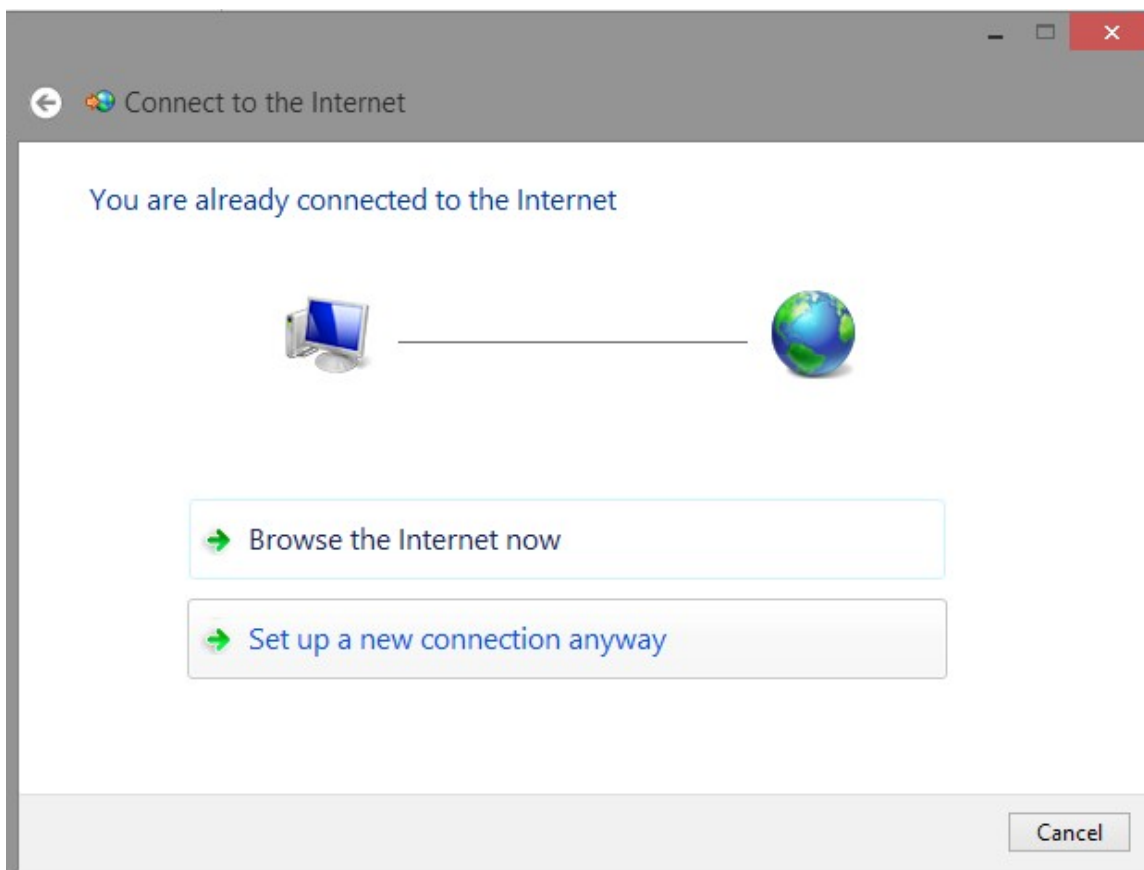 Connect to the Internet
You are already connected to the Internet
Browse the Internet now
Set up a new connection anyway
Cancel